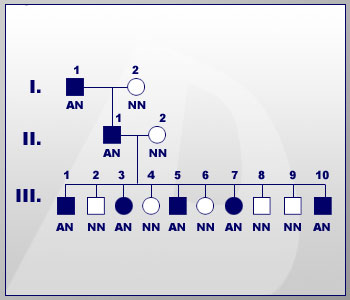 I. 1 2
AN NN
II. 1 2
AN NN
1 2 3 4 5 6 7 8 9 10
III.
AN NN AN NN AN NN AN NN NN AN